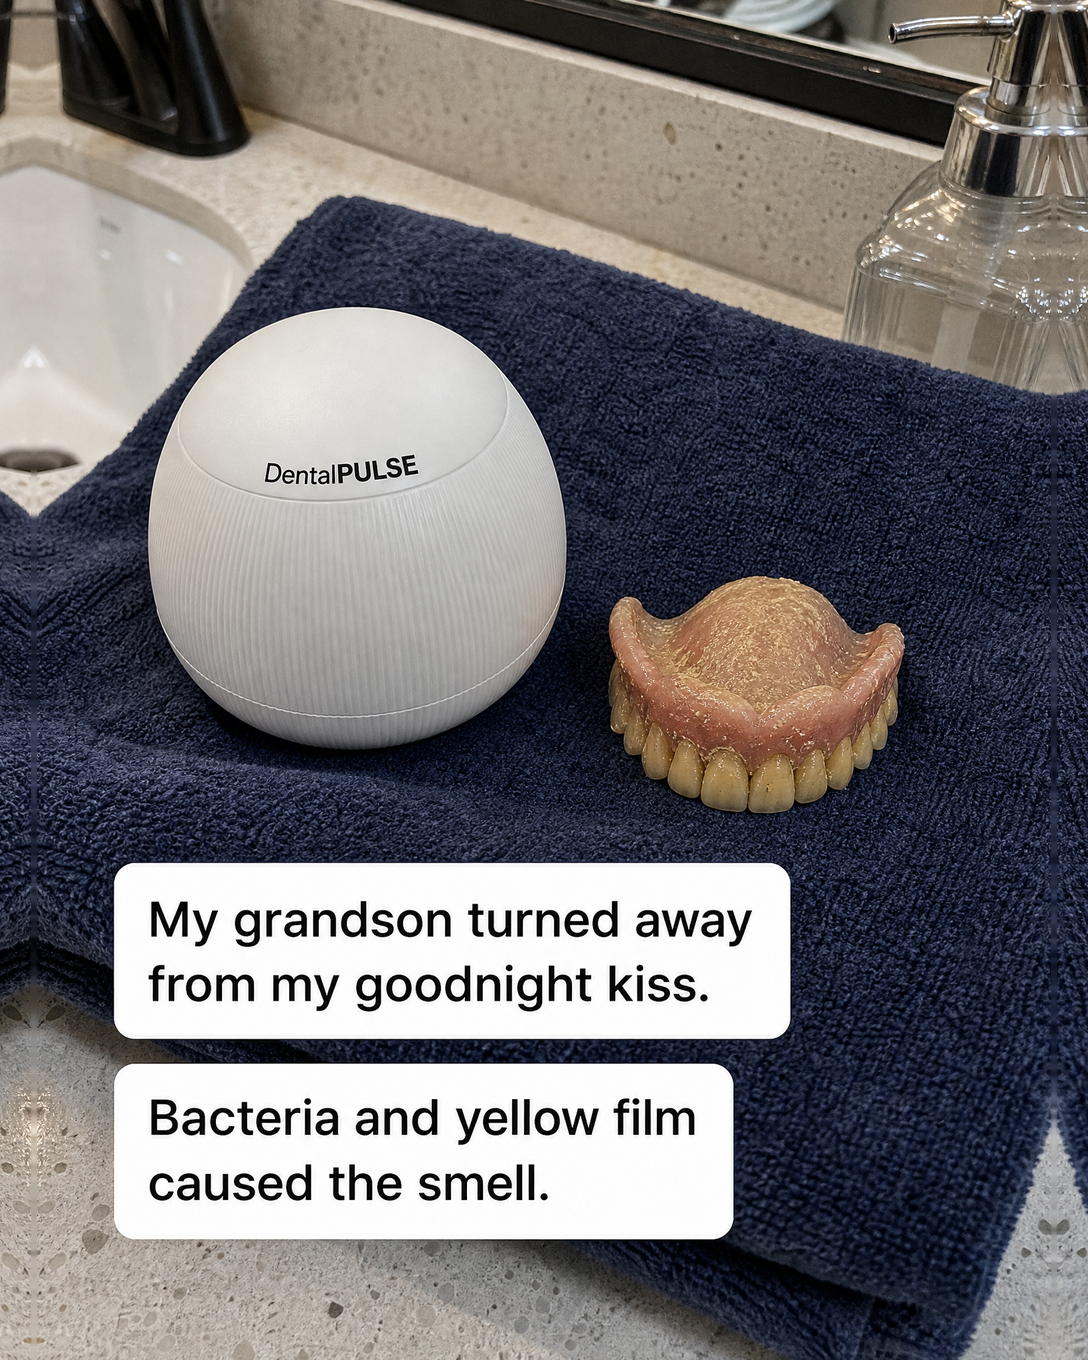 DentalPULSE
My grandson turned away
from my goodnight kiss.
Bacteria and yellow film
caused the smell.